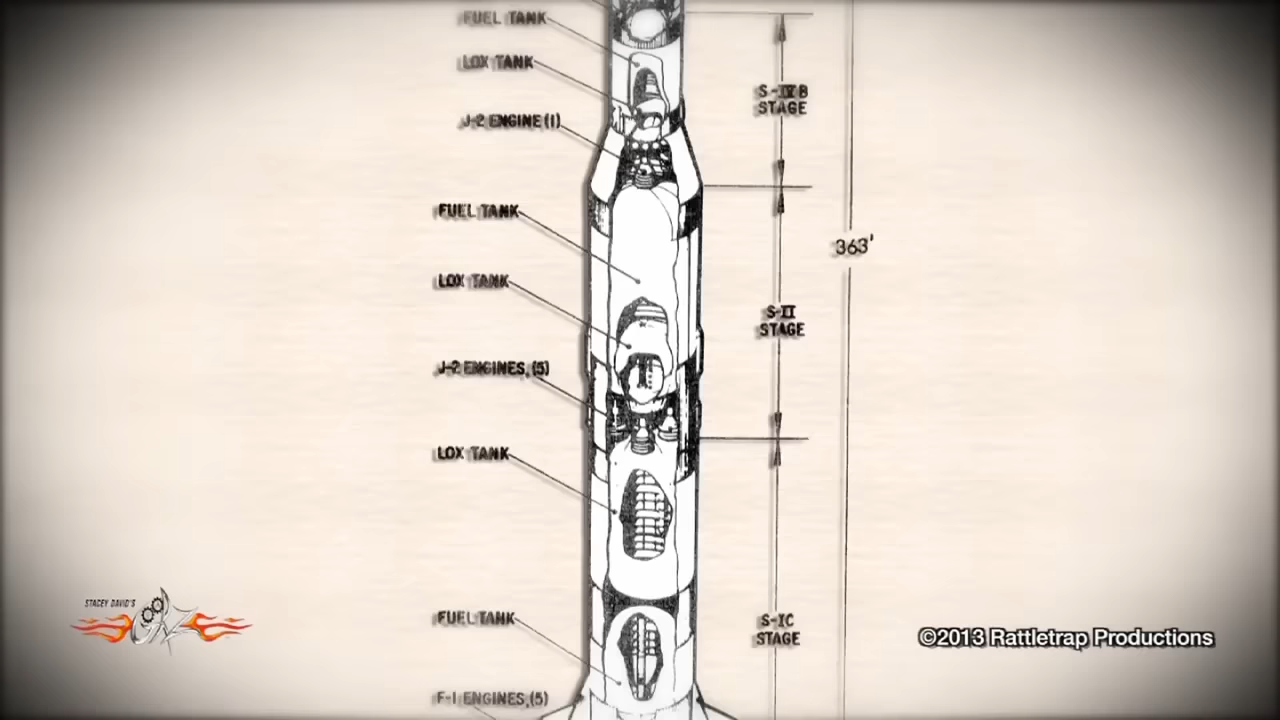 FUEL TANK
LOX TANK
J-2 ENGINE (1)
FUEL TANK
LOX TANK
J-2 ENGINES, (5)
LOX TANK
FUEL TANK
F-1 ENGINES, (5)
S-IVB
STAGE
363'
S-II
STAGE
S-IC
STAGE
STACEY DAVID'S
GEARZ
©2013 Rattletrap Productions